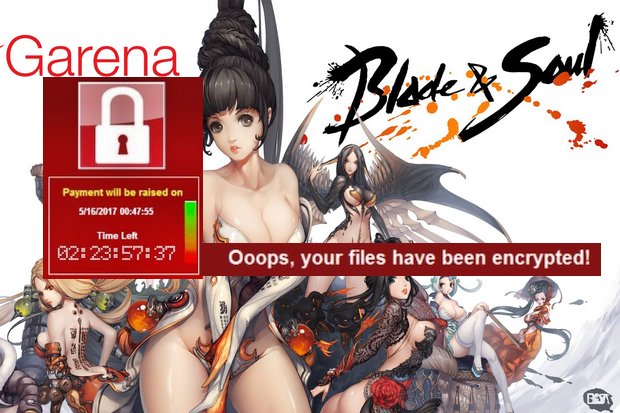 Garena
Blade & Soul
Payment will be raised on
5/16/2017 00:47:55
Time Left
02:23:57:37
Ooops, your files have been encrypted!